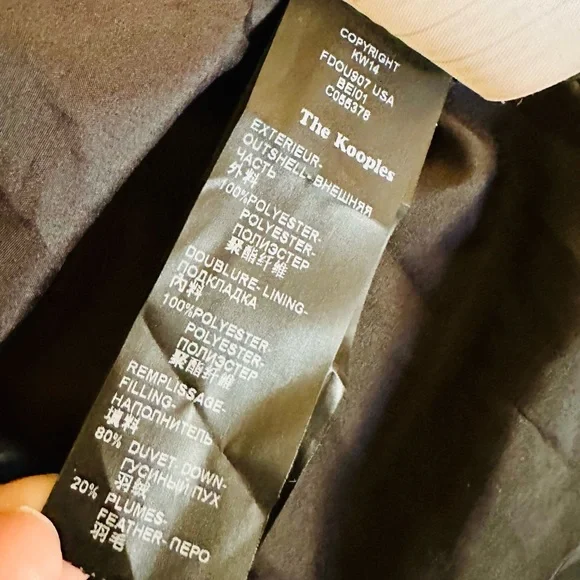 COPYRIGHT
KW14
FDOU907 USA
BEI01
C056378
The Kooples
EXTERIEUR-
OUTSHELL- ВНЕШНЯЯ
ЧАСТЬ
外料
100%POLYESTER-
POLYESTER-
ПОЛИЭСТЕР
聚酯纤维
DOUBLURE-LINING-
ПОДКЛАДКА
内料
100%POLYESTER-
POLYESTER-
ПОЛИЭСТЕР
聚酯纤维
REMPLISSAGE-
FILLING-
НАПОЛНИТЕЛЬ
填料
80% DUVET DOWN-
ГУСИНЫЙ ПУХ
羽绒
20% PLUMES-
FEATHER- ПЕРО
羽毛